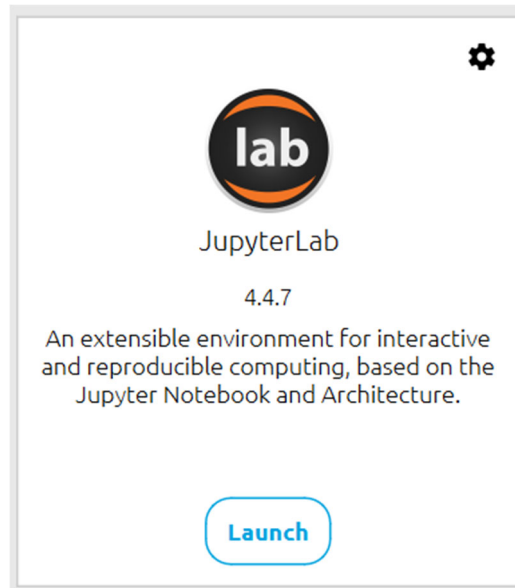 lab
JupyterLab
4.4.7
An extensible environment for interactive
and reproducible computing, based on the
Jupyter Notebook and Architecture.
Launch